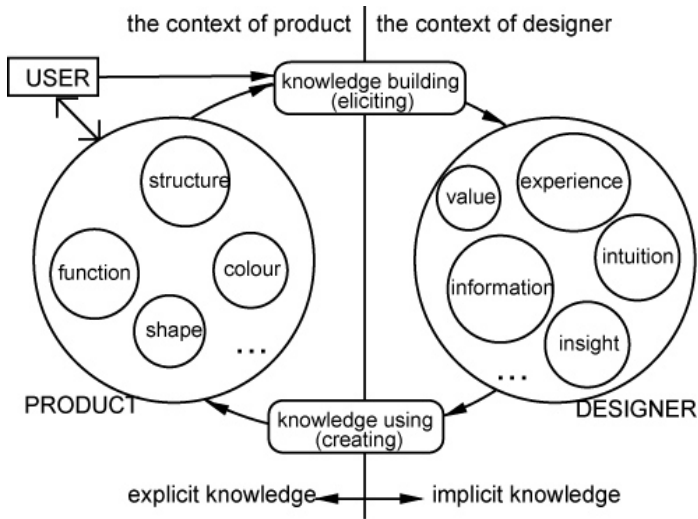 the context of product
the context of designer
USER
knowledge building
(eliciting)
structure
function
colour
shape
...
PRODUCT
value
experience
information
intuition
insight
...
DESIGNER
knowledge using
(creating)
explicit knowledge
implicit knowledge